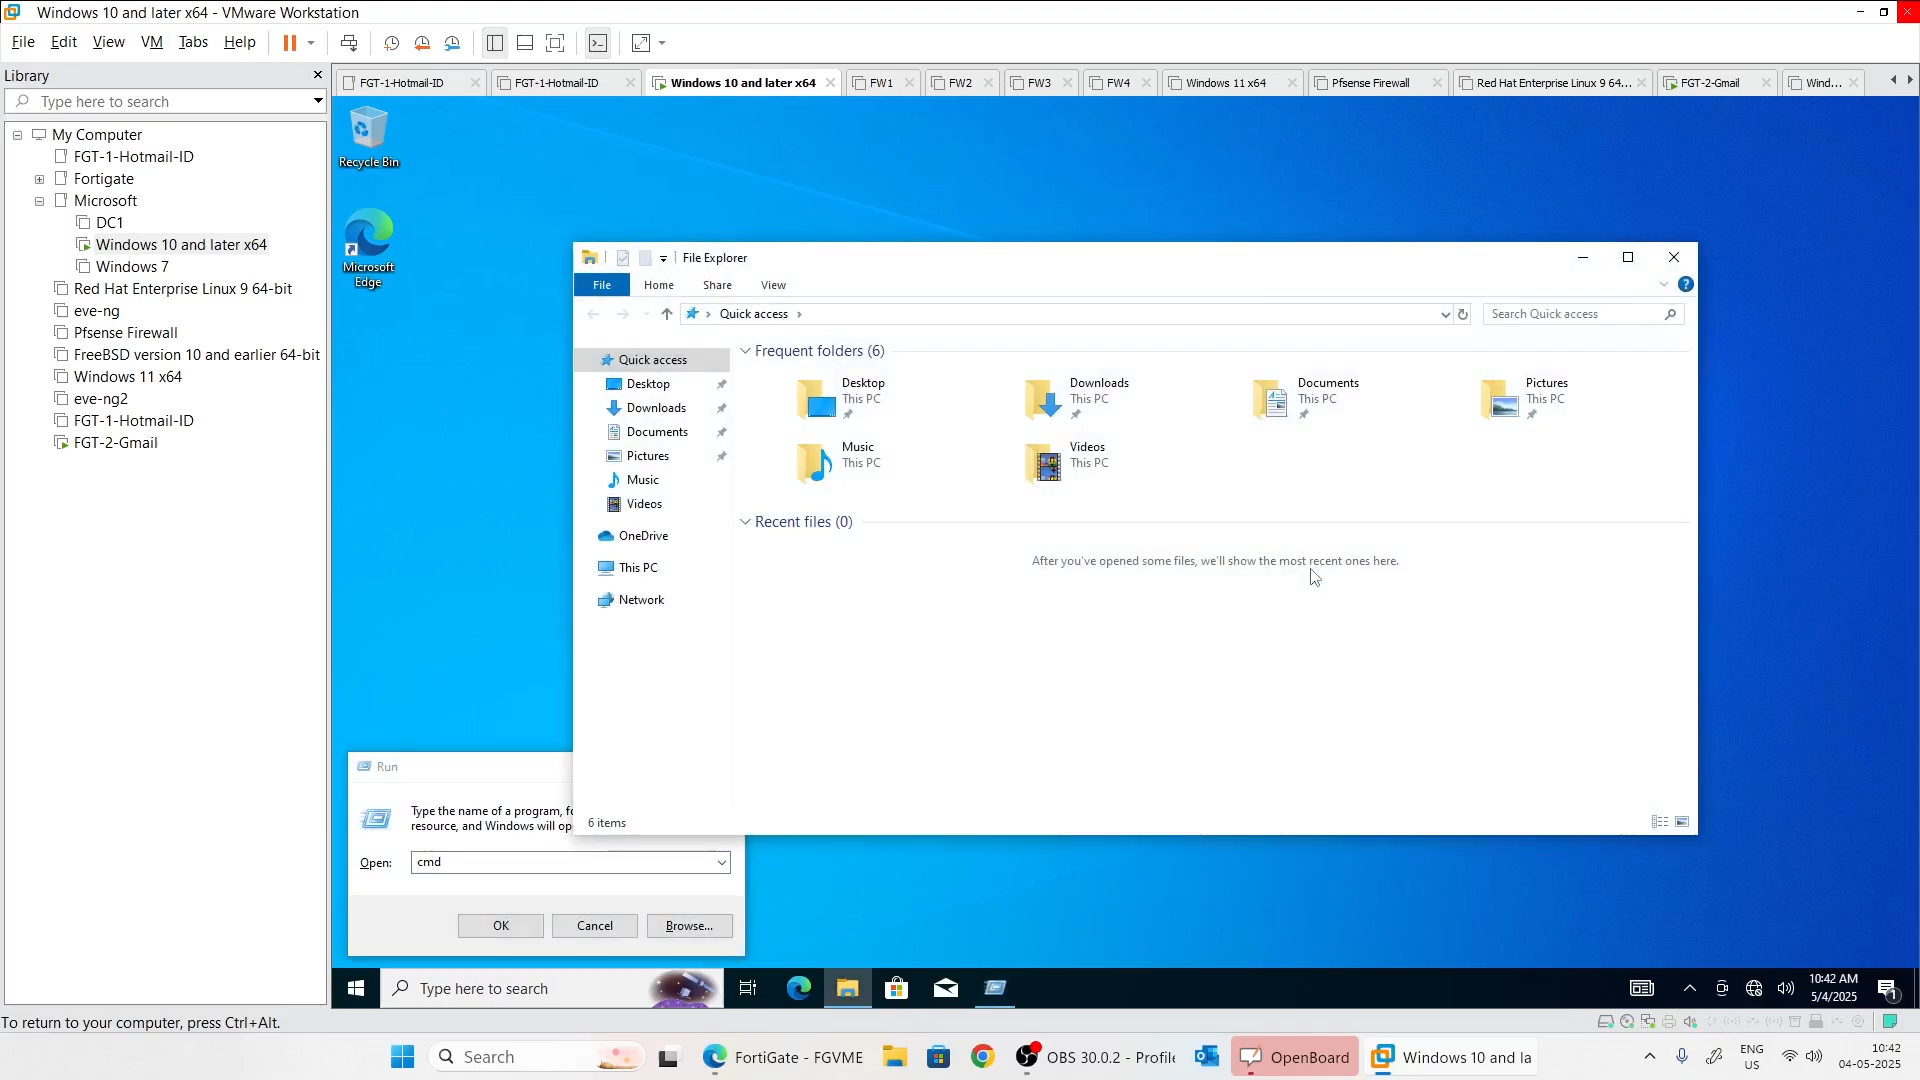 Windows 10 and later x64 - VMware Workstation
File Edit View VM Tabs Help
Library
Type here to search
My Computer
FGT-1-Hotmail-ID
Fortigate
Microsoft
DC1
Windows 10 and later x64
Windows 7
Red Hat Enterprise Linux 9 64-bit
eve-ng
Pfsense Firewall
FreeBSD version 10 and earlier 64-bit
Windows 11 x64
eve-ng2
FGT-1-Hotmail-ID
FGT-2-Gmail
FGT-1-Hotmail-ID FGT-1-Hotmail-ID Windows 10 and later x64 FW1 FW2 FW3 FW4 Windows 11 x64 Pfsense Firewall Red Hat Enterprise Linux 9 64... FGT-2-Gmail Wind...
Recycle Bin
Microsoft
Edge
File Explorer
File Home Share View
Quick access
Search Quick access
Quick access
Desktop
Downloads
Documents
Pictures
Music
Videos
OneDrive
This PC
Network
Frequent folders (6)
Desktop
This PC
Downloads
This PC
Documents
This PC
Pictures
This PC
Music
This PC
Videos
This PC
Recent files (0)
After you've opened some files, we'll show the most recent ones here.
6 items
Run
Type the name of a program, fo
resource, and Windows will op
Open: cmd
OK Cancel Browse...
Type here to search
10:42 AM
5/4/2025
1
To return to your computer, press Ctrl+Alt.
Search
FortiGate - FGVME
OBS 30.0.2 - Profile
OpenBoard
Windows 10 and la
ENG
US
10:42
04-05-2025